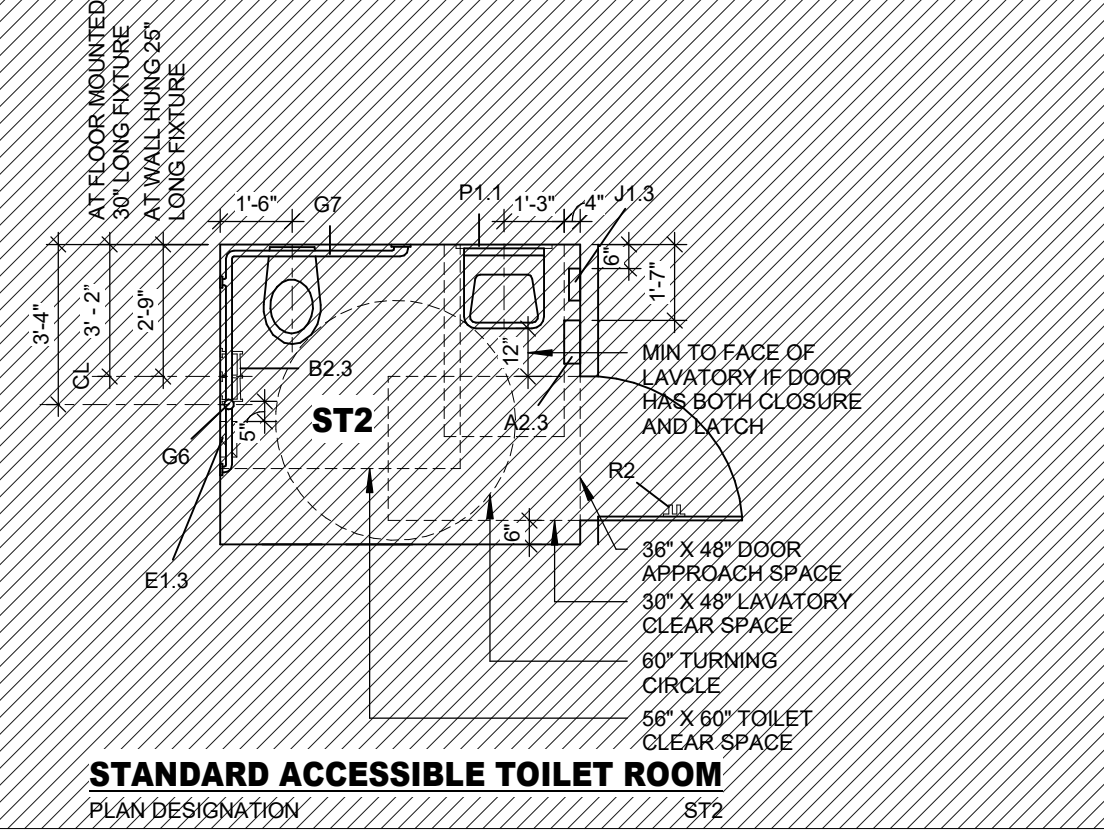 AT FLOOR MOUNTED
30" LONG FIXTURE
AT WALL HUNG 25"
LONG FIXTURE
1'-6"
G7
P1.1
1'-3"
4"
J1.3
3'-4"
3' - 2"
2'-9"
CL
6"
1'-7"
B2.3
12"
MIN TO FACE OF
LAVATORY IF DOOR
HAS BOTH CLOSURE
AND LATCH
ST2
A2.3
5"
G6
R2
6"
E1.3
36" X 48" DOOR
APPROACH SPACE
30" X 48" LAVATORY
CLEAR SPACE
60" TURNING
CIRCLE
56" X 60" TOILET
CLEAR SPACE
STANDARD ACCESSIBLE TOILET ROOM
PLAN DESIGNATION ST2